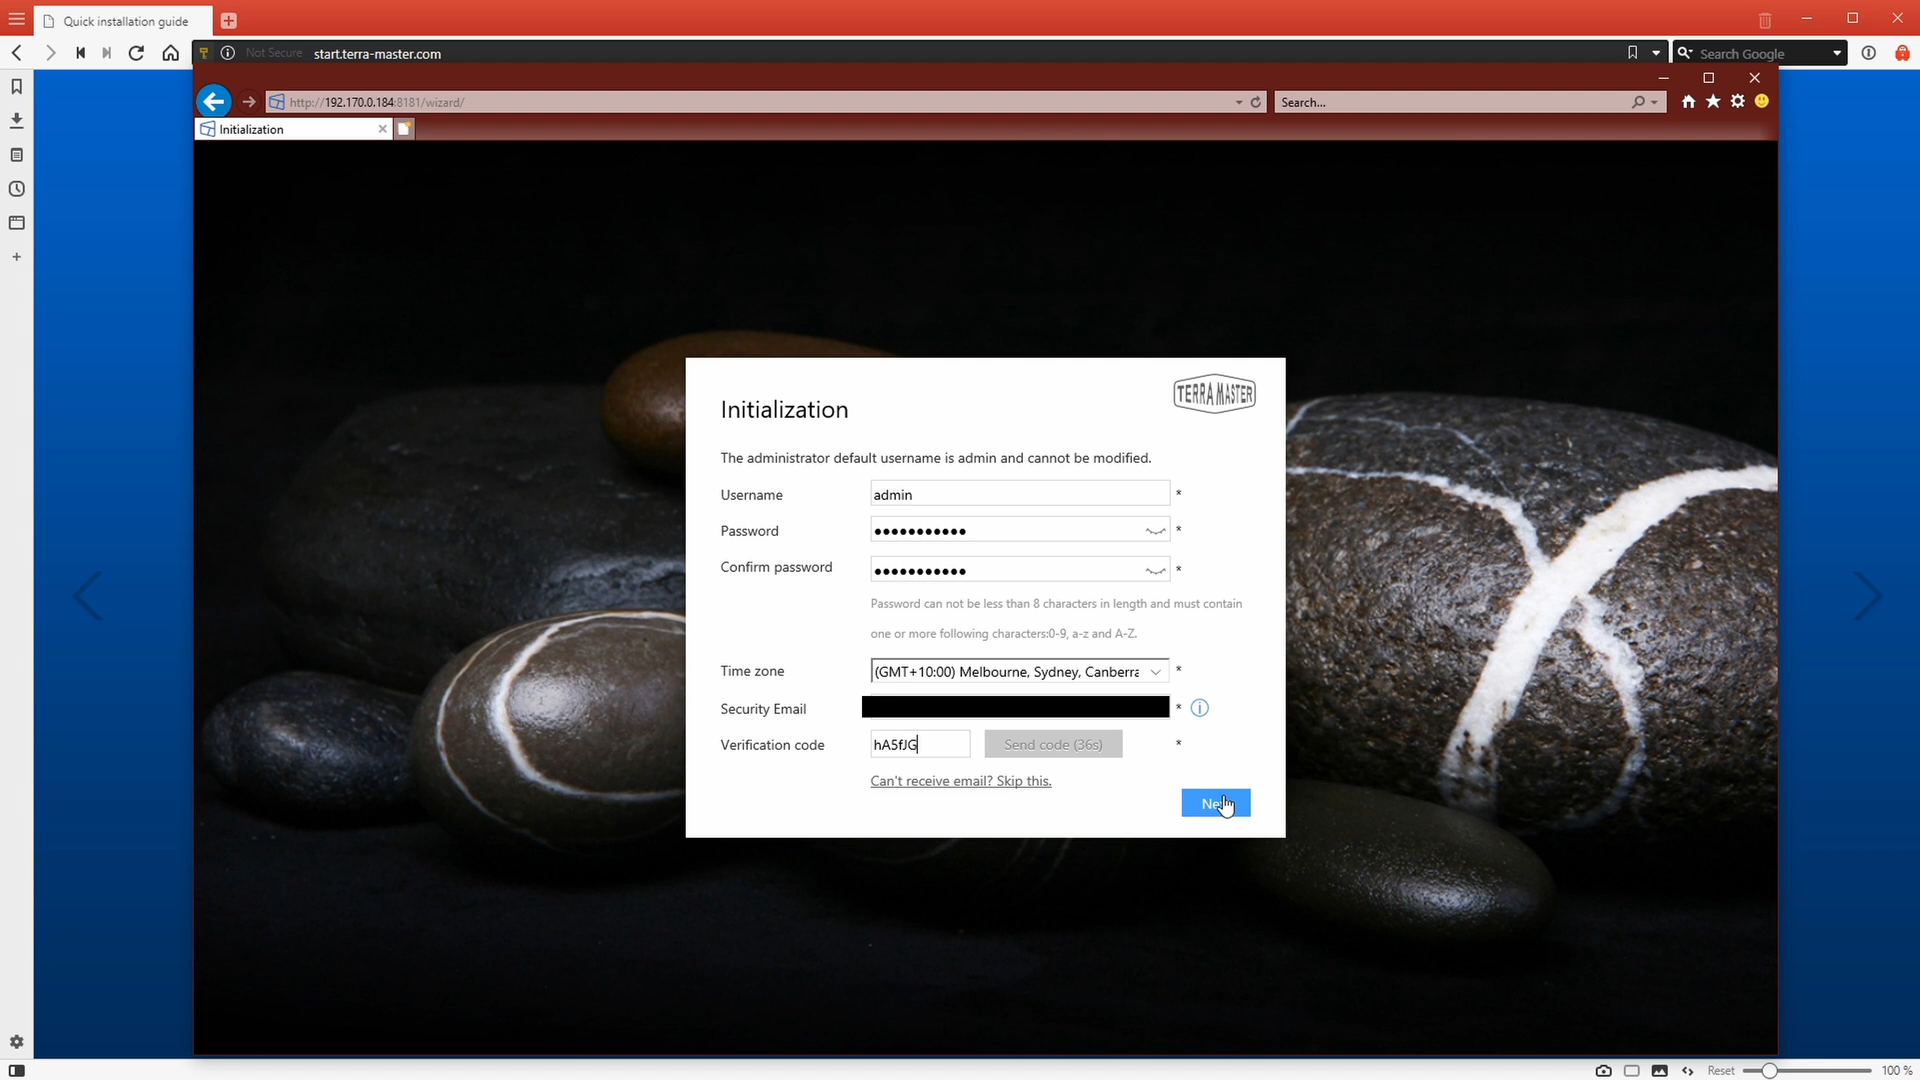 Quick installation guide
Not Secure start.terra-master.com
Search Google
http://192.170.0.184:8181/wizard/
Search...
Initialization
TERRAMASTER
Initialization
The administrator default username is admin and cannot be modified.
Username admin *
Password ●●●●●●●●●●● *
Confirm password ●●●●●●●●●●● *
Password can not be less than 8 characters in length and must contain
one or more following characters:0-9, a-z and A-Z.
Time zone (GMT+10:00) Melbourne, Sydney, Canberra *
Security Email *
Verification code hA5fJG Send code (36s) *
Can't receive email? Skip this.
Reset 100 %